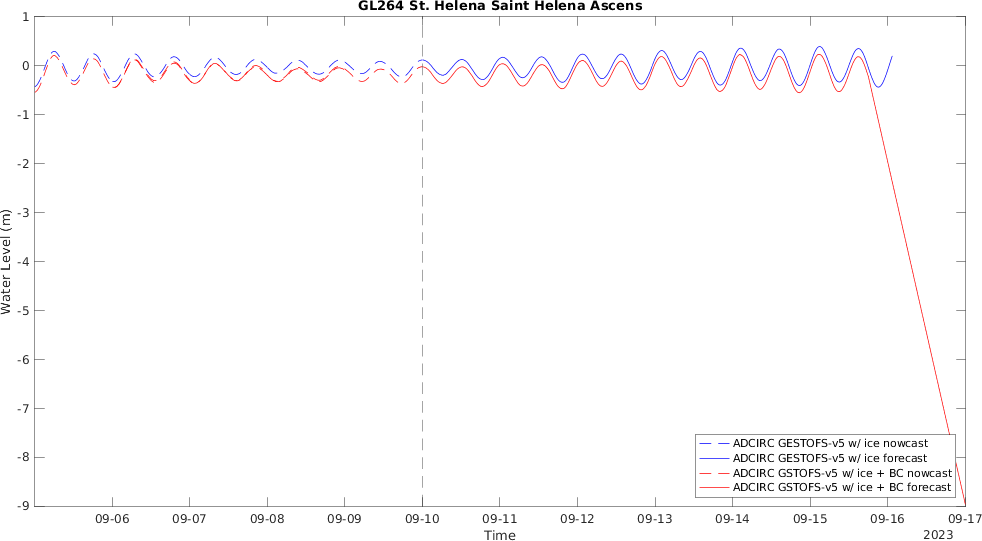 GL264 St. Helena Saint Helena Ascens
1
0
-1
-2
-3
-4
-5
-6
-7
-8
-9
Water Level (m)
ADCIRC GESTOFS-v5 w/ ice nowcast
ADCIRC GESTOFS-v5 w/ ice forecast
ADCIRC GSTOFS-v5 w/ ice + BC nowcast
ADCIRC GSTOFS-v5 w/ ice + BC forecast
09-06 09-07 09-08 09-09 09-10 09-11 09-12 09-13 09-14 09-15 09-16 09-17
Time
2023